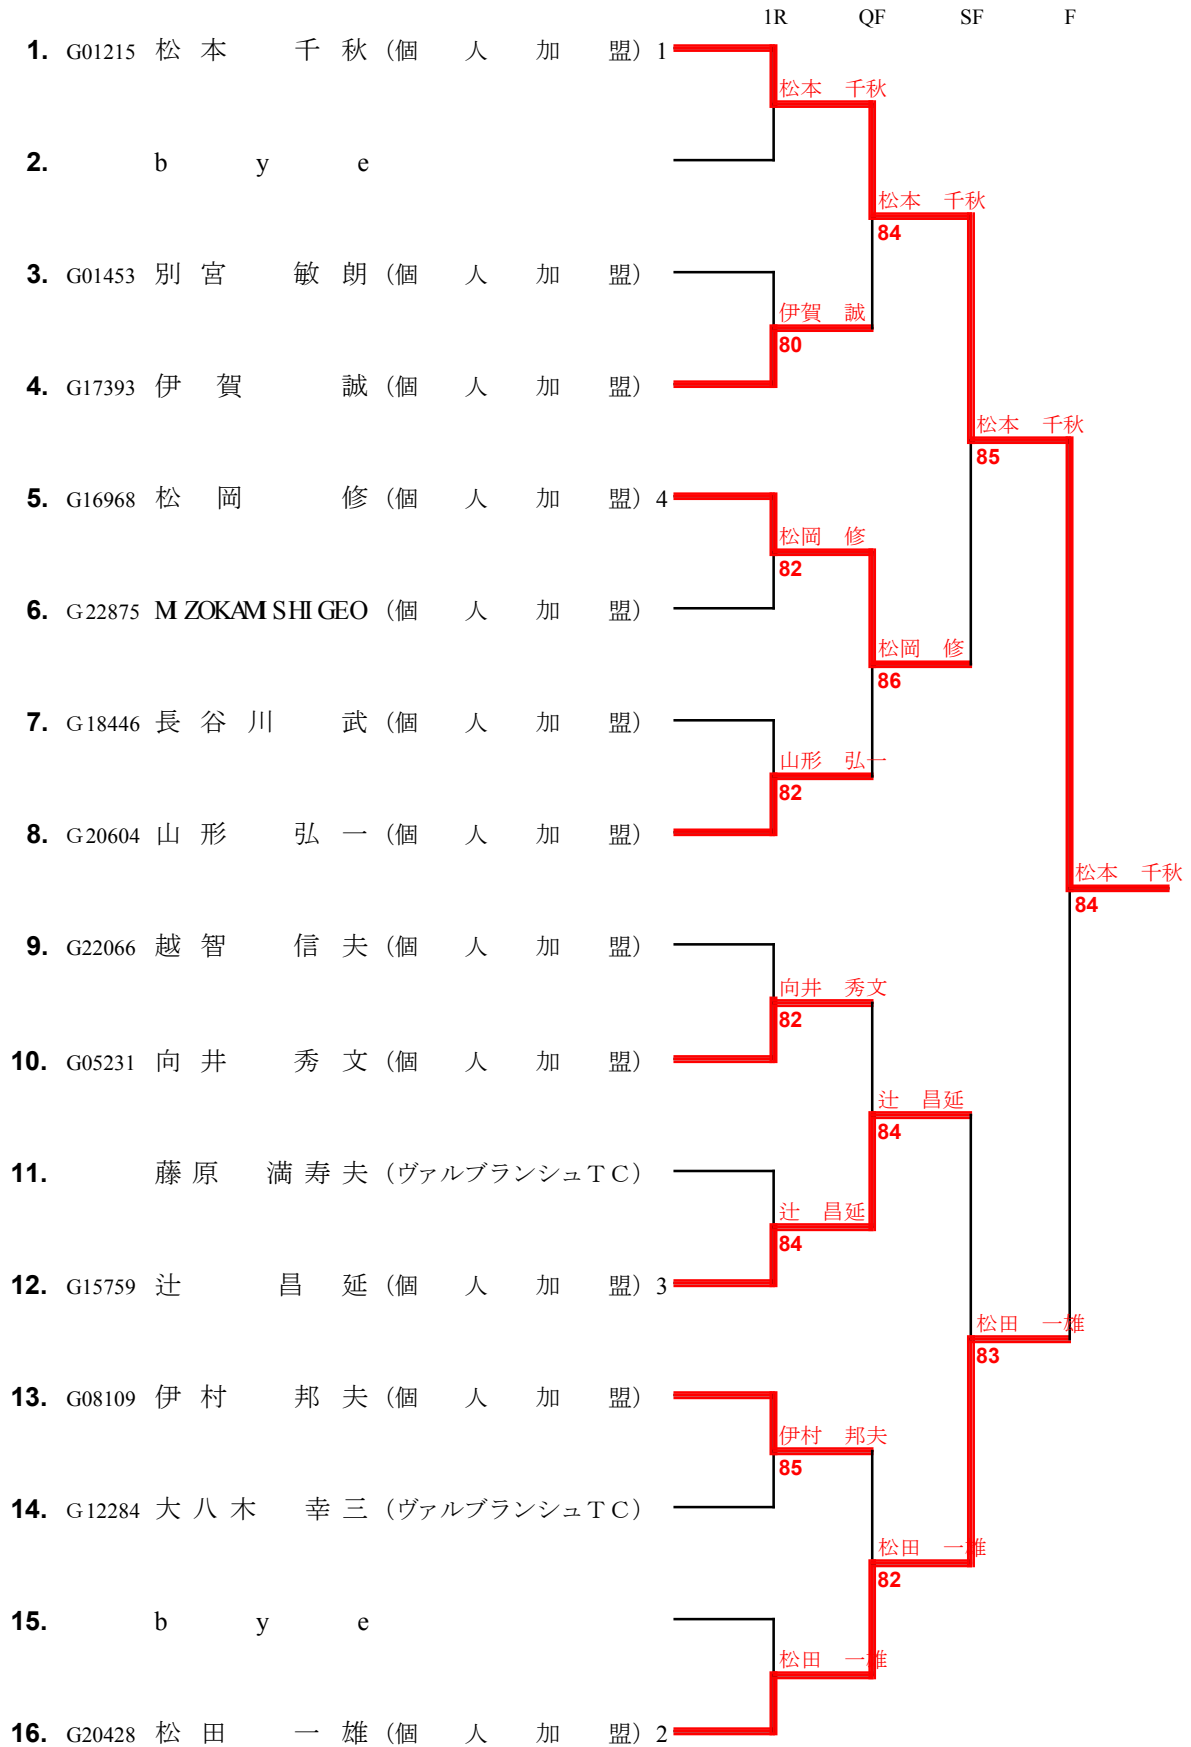 1R QF SF F
1. G01215 松本 千秋 (個人加盟) 1
松本 千秋
2. bye
松本 千秋
84
3. G01453 別宮 敏朗 (個人加盟)
伊賀 誠
80
4. G17393 伊賀 誠 (個人加盟)
松本 千秋
85
5. G16968 松岡 修 (個人加盟) 4
松岡 修
82
6. G22875 MIZOKAMI SHIGEO (個人加盟)
松岡 修
86
7. G18446 長谷川 武 (個人加盟)
山形 弘一
82
8. G20604 山形 弘一 (個人加盟)
松本 千秋
84
9. G22066 越智 信夫 (個人加盟)
向井 秀文
82
10. G05231 向井 秀文 (個人加盟)
辻 昌延
84
11. 藤原 満寿夫 (ヴァルブランシュTC)
辻 昌延
84
12. G15759 辻 昌延 (個人加盟) 3
松田 一雄
83
13. G08109 伊村 邦夫 (個人加盟)
伊村 邦夫
85
14. G12284 大八木 幸三 (ヴァルブランシュTC)
松田 一雄
82
15. bye
松田 一雄
16. G20428 松田 一雄 (個人加盟) 2